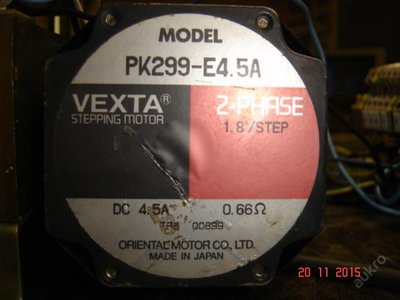 MODEL
PK299-E4.5A
VEXTA® 2-PHASE
STEPPING MOTOR 1.8°/STEP
DC 4.5A 0.66Ω
ORIENTAL MOTOR CO., LTD.
MADE IN JAPAN
20 11 2015
aukro